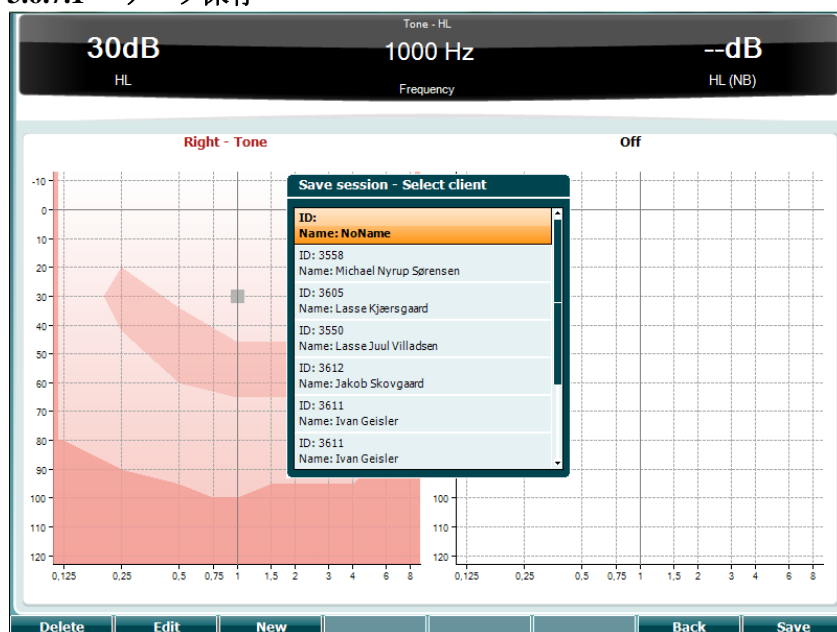 Tone - HL
30dB
1000 Hz
--dB
HL
Frequency
HL (NB)
Right - Tone
Off
Save session - Select client
ID:
Name: NoName
ID: 3558
Name: Michael Nyrup Sørensen
ID: 3605
Name: Lasse Kjærsgaard
ID: 3550
Name: Lasse Juul Villadsen
ID: 3612
Name: Jakob Skovgaard
ID: 3611
Name: Ivan Geisler
ID: 3611
Name: Ivan Geisler
-10
0
10
20
30
40
50
60
70
80
90
100
110
120
0,125 0,25 0,5 0,75 1 1,5 2 3 4 6 8
100
110
120
0,125 0,25 0,5 0,75 1 1,5 2 3 4 6 8
Delete Edit New Back Save